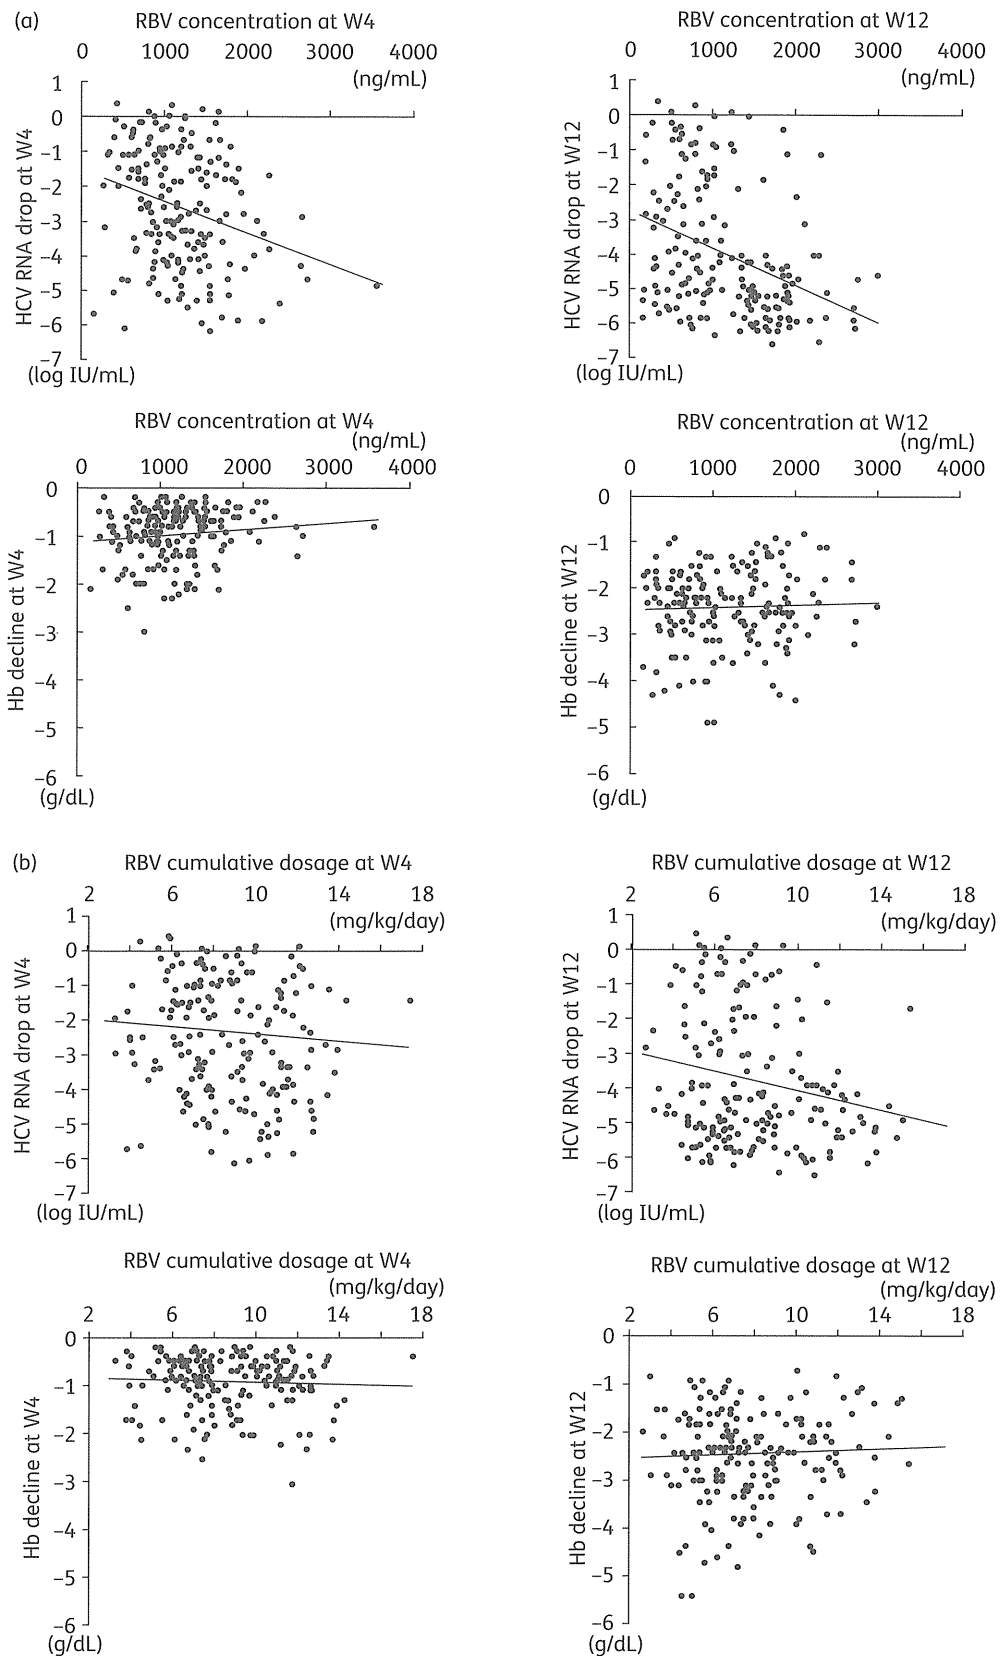 (a)
RBV concentration at W4
0 1000 2000 3000 4000
(ng/mL)
1
0
–1
–2
–3
–4
–5
–6
–7
HCV RNA drop at W4
(log IU/mL)
RBV concentration at W12
0 1000 2000 3000 4000
(ng/mL)
1
0
–1
–2
–3
–4
–5
–6
–7
HCV RNA drop at W12
(log IU/mL)
RBV concentration at W4
(ng/mL)
0 1000 2000 3000 4000
0
–1
–2
–3
–4
–5
–6
Hb decline at W4
(g/dL)
RBV concentration at W12
(ng/mL)
0 1000 2000 3000 4000
0
–1
–2
–3
–4
–5
–6
Hb decline at W12
(g/dL)
(b)
RBV cumulative dosage at W4
2 6 10 14 18
(mg/kg/day)
1
0
–1
–2
–3
–4
–5
–6
–7
HCV RNA drop at W4
(log IU/mL)
RBV cumulative dosage at W12
2 6 10 14 18
(mg/kg/day)
1
0
–1
–2
–3
–4
–5
–6
–7
HCV RNA drop at W12
(log IU/mL)
RBV cumulative dosage at W4
(mg/kg/day)
2 6 10 14 18
0
–1
–2
–3
–4
–5
–6
Hb decline at W4
(g/dL)
RBV cumulative dosage at W12
(mg/kg/day)
2 6 10 14 18
0
–1
–2
–3
–4
–5
–6
Hb decline at W12
(g/dL)